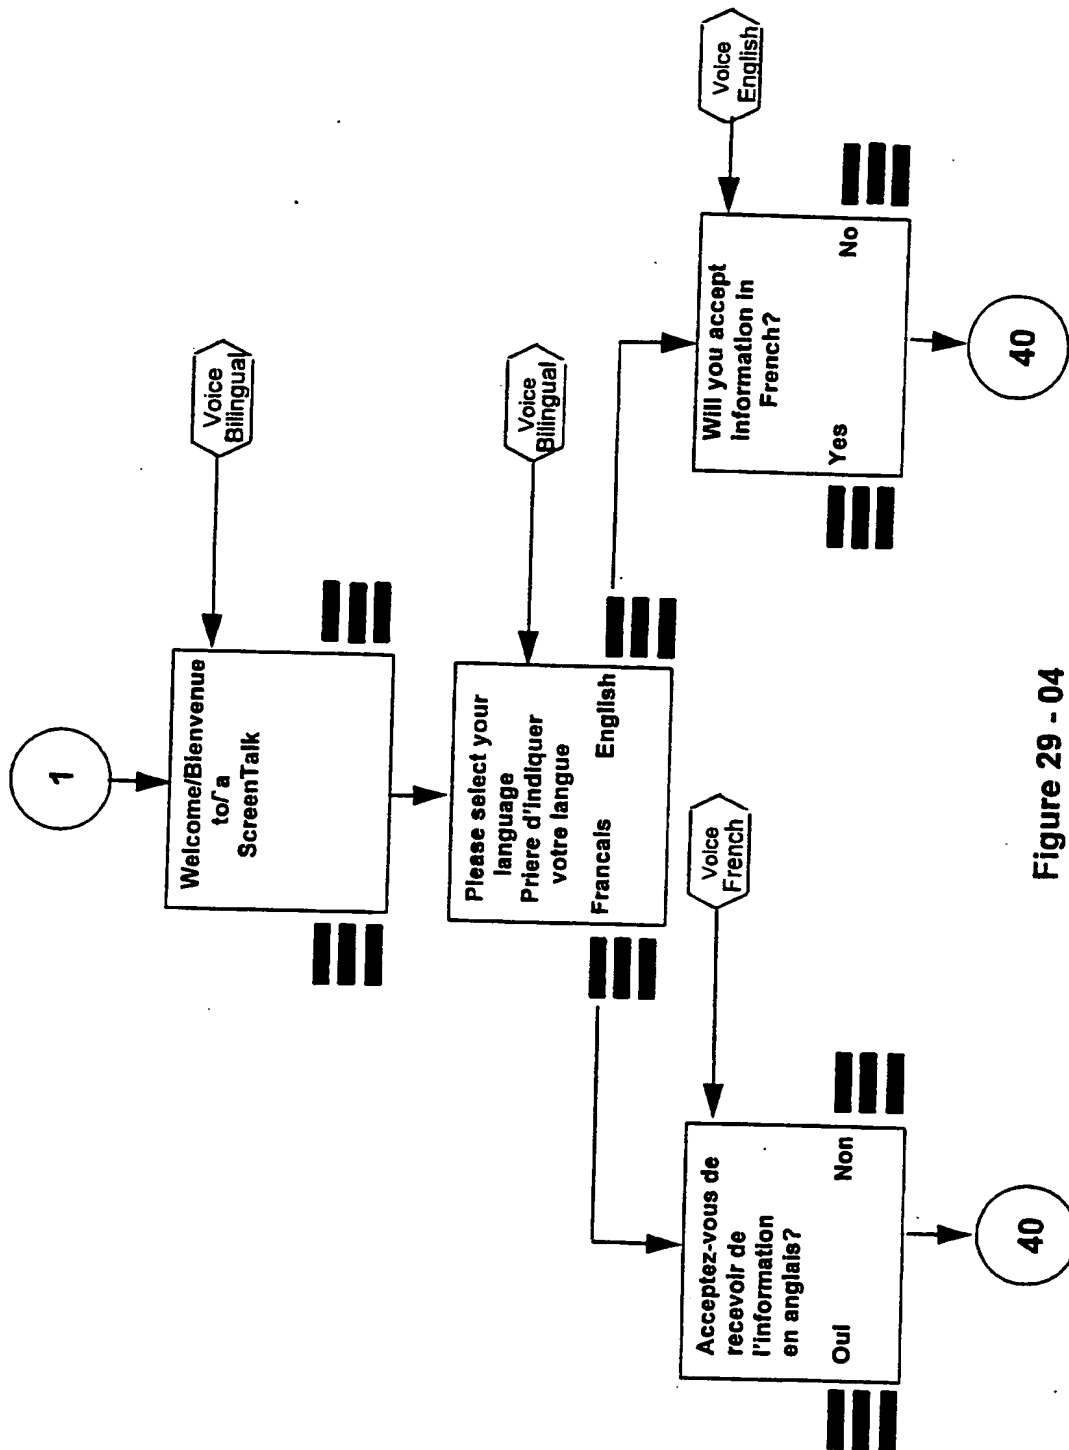 1
Welcome/Bienvenue
to/'a
ScreenTalk
Voice
Bilingual
Please select your
language
Priere d'indiquer
votre langue
Francais English
Voice
Bilingual
Acceptez-vous de
recevoir de
l'information
en anglais?
Oui Non
Voice
French
Will you accept
information in
French?
Yes No
Voice
English
40
40
Figure 29 - 04